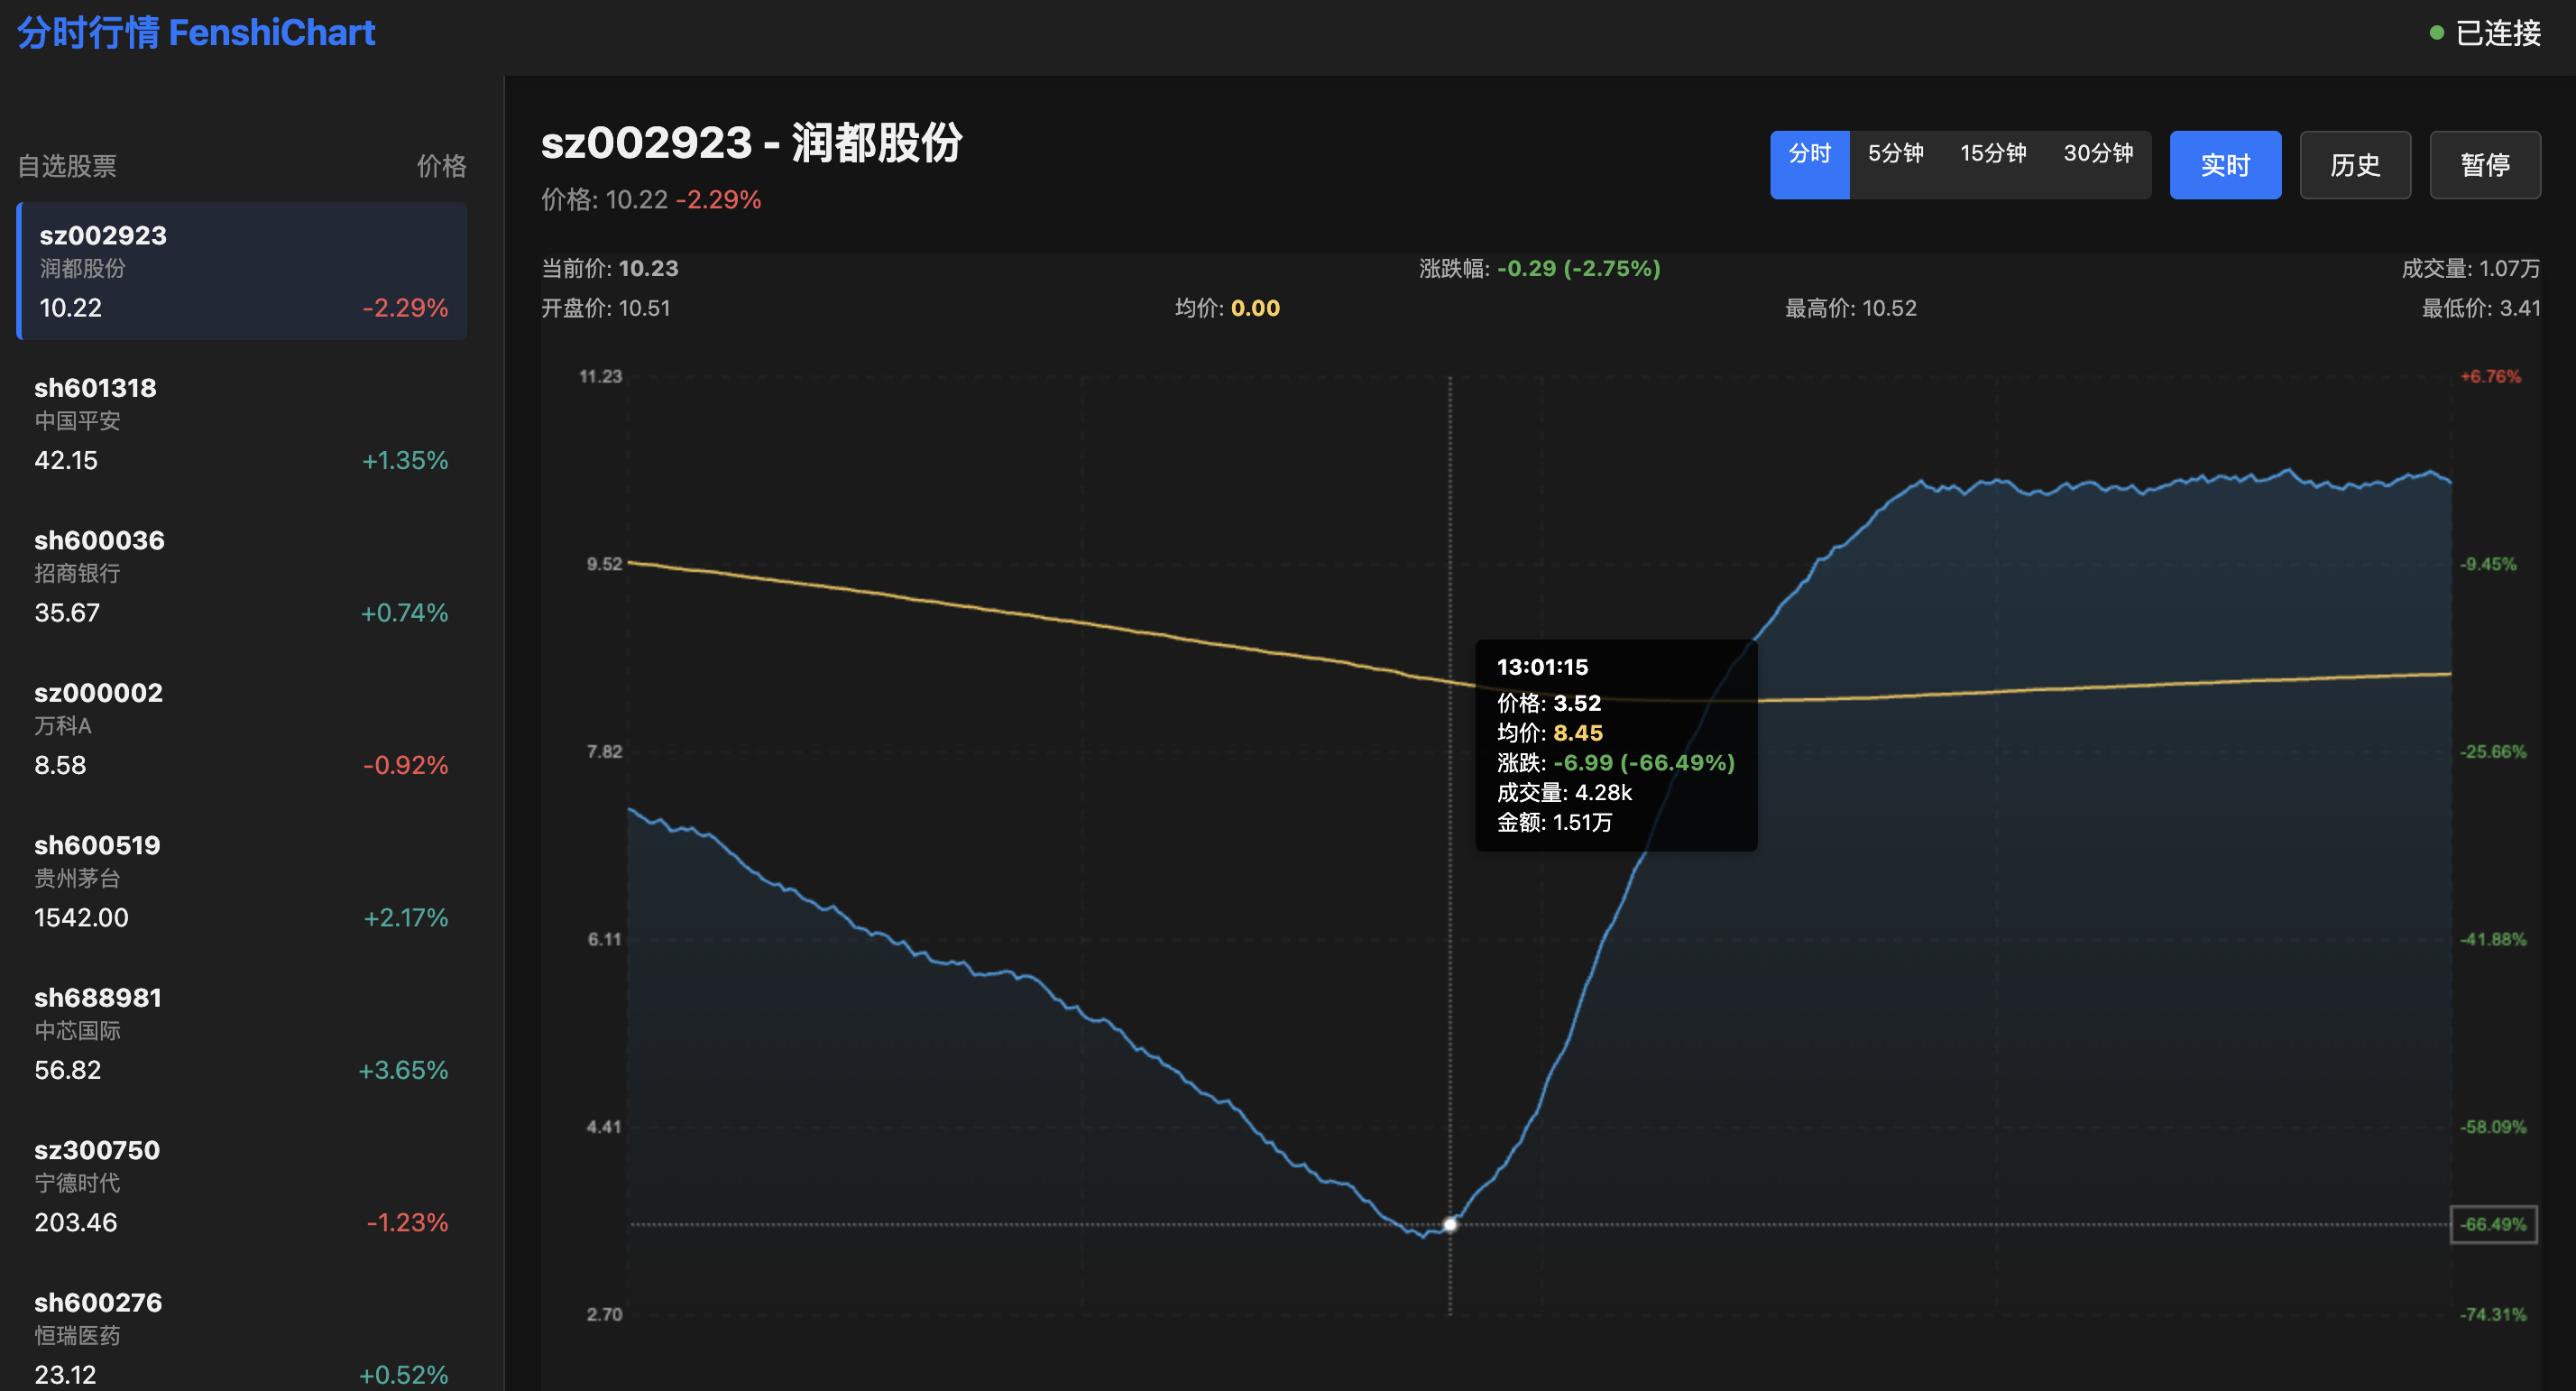 分时行情 FenshiChart
已连接
自选股票 价格
sz002923
润都股份
10.22 -2.29%
sh601318
中国平安
42.15 +1.35%
sh600036
招商银行
35.67 +0.74%
sz000002
万科A
8.58 -0.92%
sh600519
贵州茅台
1542.00 +2.17%
sh688981
中芯国际
56.82 +3.65%
sz300750
宁德时代
203.46 -1.23%
sh600276
恒瑞医药
23.12 +0.52%
sz002923 - 润都股份
价格: 10.22 -2.29%
分时 5分钟 15分钟 30分钟 实时 历史 暂停
当前价: 10.23 涨跌幅: -0.29 (-2.75%) 成交量: 1.07万
开盘价: 10.51 均价: 0.00 最高价: 10.52 最低价: 3.41
11.23 +6.76%
9.52 -9.45%
7.82 -25.66%
6.11 -41.88%
4.41 -58.09%
-66.49%
2.70 -74.31%
13:01:15
价格: 3.52
均价: 8.45
涨跌: -6.99 (-66.49%)
成交量: 4.28k
金额: 1.51万